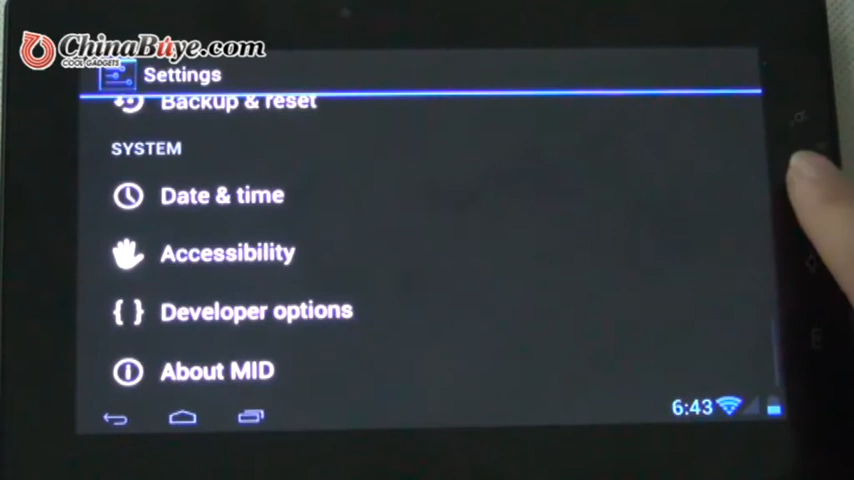 ChinaBuye.com
COOL GADGETS
Settings
Backup & reset
SYSTEM
Date & time
Accessibility
{ } Developer options
About MID
6:43